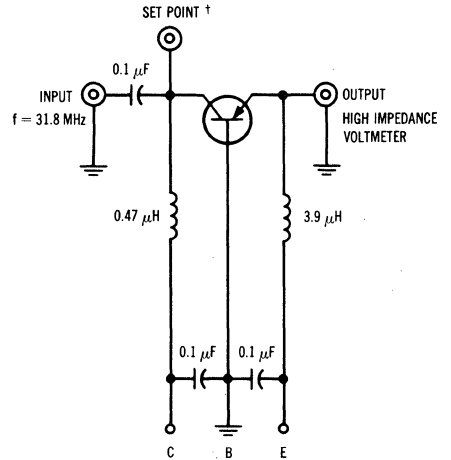 SET POINT †
0.1 μF
INPUT
f = 31.8 MHz
OUTPUT
HIGH IMPEDANCE
VOLTMETER
0.47 μH
3.9 μH
0.1 μF
0.1 μF
C
B
E